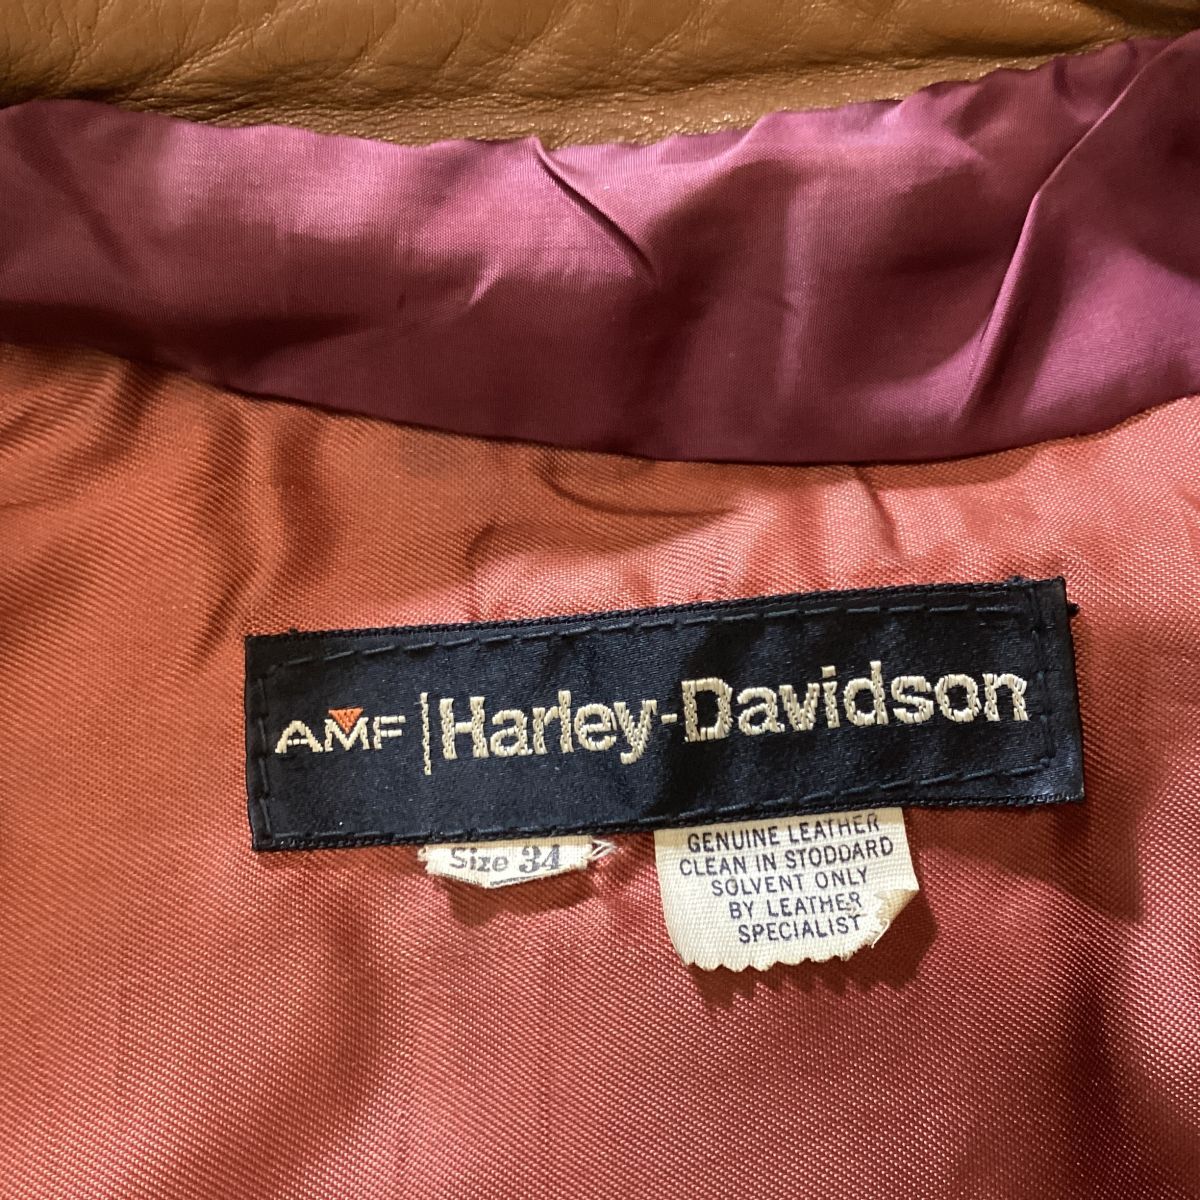 AMF | Harley-Davidson
Size 34
GENUINE LEATHER
CLEAN IN STODDARD
SOLVENT ONLY
BY LEATHER
SPECIALIST